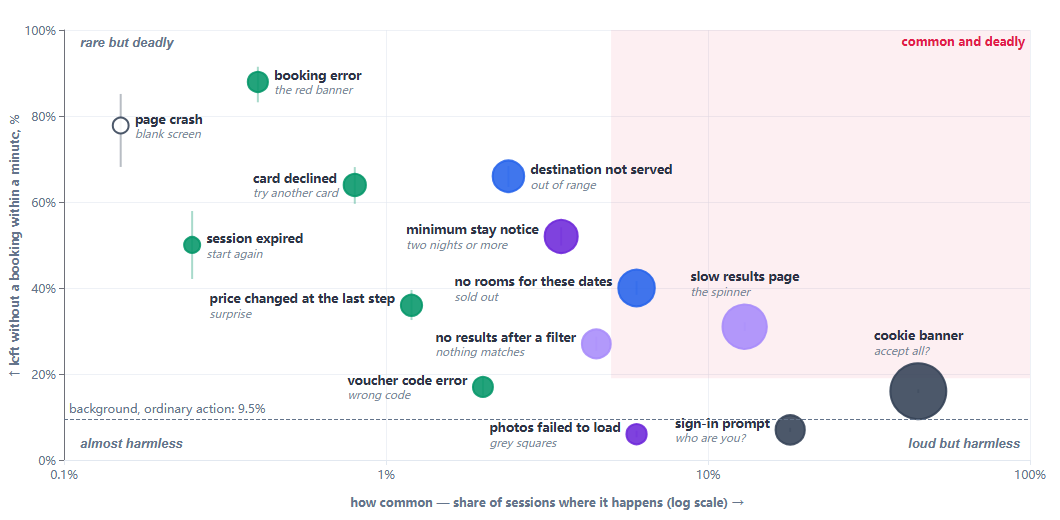 100%
rare but deadly
common and deadly
booking error
the red banner
80%
page crash
blank screen
destination not served
out of range
card declined
try another card
60%
minimum stay notice
two nights or more
session expired
start again
no rooms for these dates
sold out
slow results page
the spinner
40%
price changed at the last step
surprise
no results after a filter
nothing matches
cookie banner
accept all?
20%
voucher code error
wrong code
background, ordinary action: 9.5%
photos failed to load
grey squares
sign-in prompt
who are you?
almost harmless
loud but harmless
0%
0.1%
1%
10%
100%
↑ left without a booking within a minute, %
how common — share of sessions where it happens (log scale) →